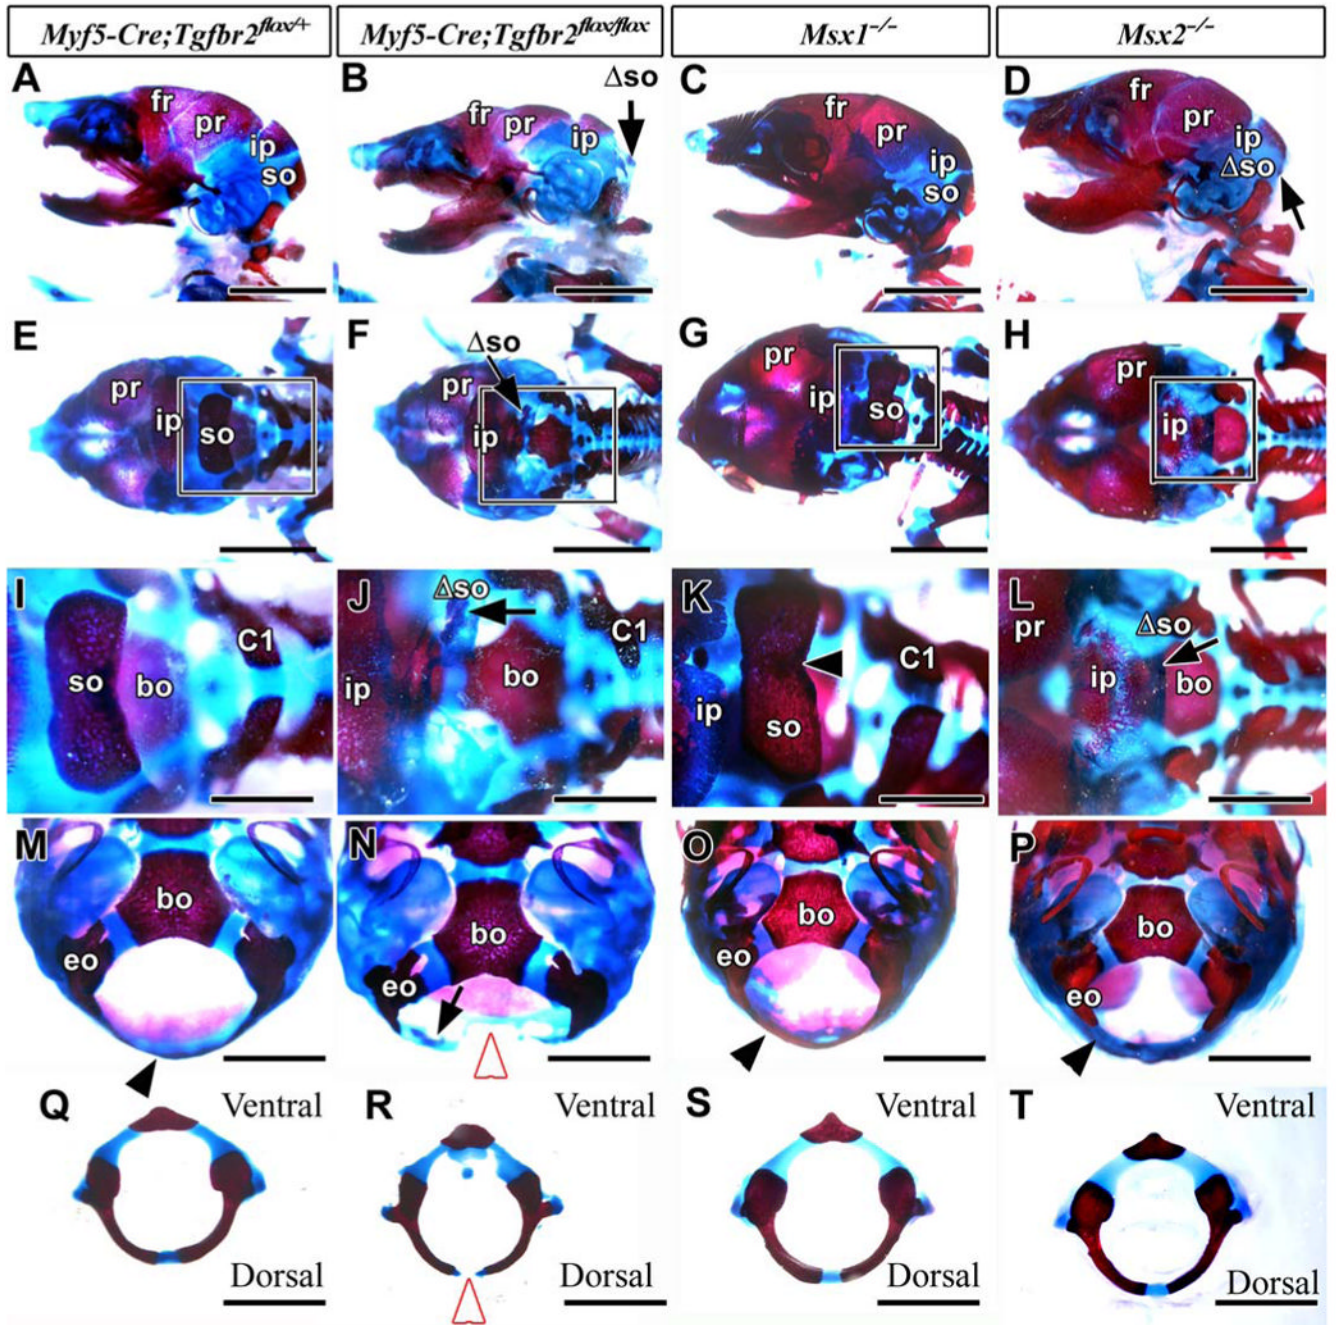 Myf5-Cre;Tgfbr2flox/+ Myf5-Cre;Tgfbr2flox/flox Msx1−/− Msx2−/−
A fr pr ip so
B Δso fr pr ip
C fr pr ip so
D fr pr ip Δso
E pr ip so
F Δso pr ip
G pr ip so
H pr ip
I so bo C1
J Δso ip bo C1
K ip so C1
L pr Δso ip bo
M bo eo
N bo eo
O bo eo
P bo eo
Q Ventral
Dorsal
R Ventral
Dorsal
S Ventral
Dorsal
T Ventral
Dorsal